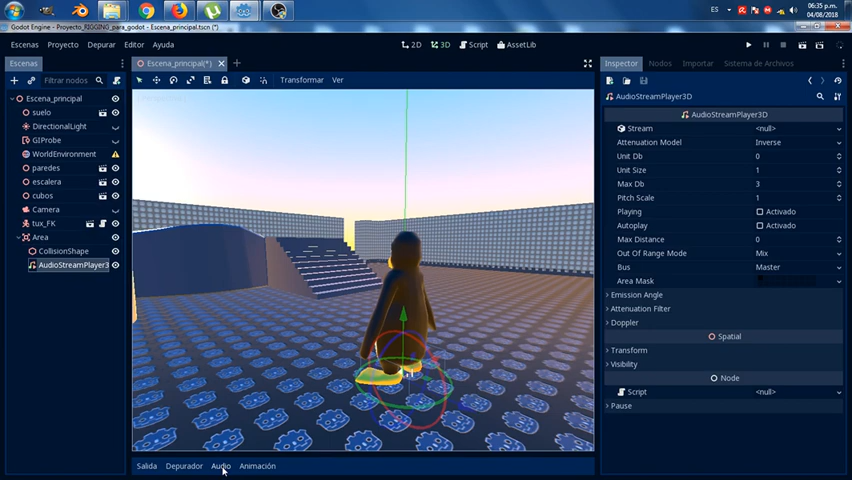 ES
06:35 p.m.
04/08/2018
Godot Engine - Proyecto_RIGGING_para_godot - Escena_principal.tscn (*)
Escenas Proyecto Depurar Editor Ayuda
2D 3D Script AssetLib
Escenas
Escena_principal(*)
Inspector Nodos Importar Sistema de Archivos
Filtrar nodos
Transformar Ver
Escena_principal
suelo
DirectionalLight
GIProbe
WorldEnvironment
paredes
escalera
cubos
Camera
tux_FK
Area
CollisionShape
AudioStreamPlayer3
AudioStreamPlayer3D
AudioStreamPlayer3D
Stream <null>
Attenuation Model Inverse
Unit Db 0
Unit Size 1
Max Db 3
Pitch Scale 1
Playing Activado
Autoplay Activado
Max Distance 0
Out Of Range Mode Mix
Bus Master
Area Mask
Emission Angle
Attenuation Filter
Doppler
Spatial
Transform
Visibility
Node
Script <null>
Pause
Salida Depurador Audio Animación